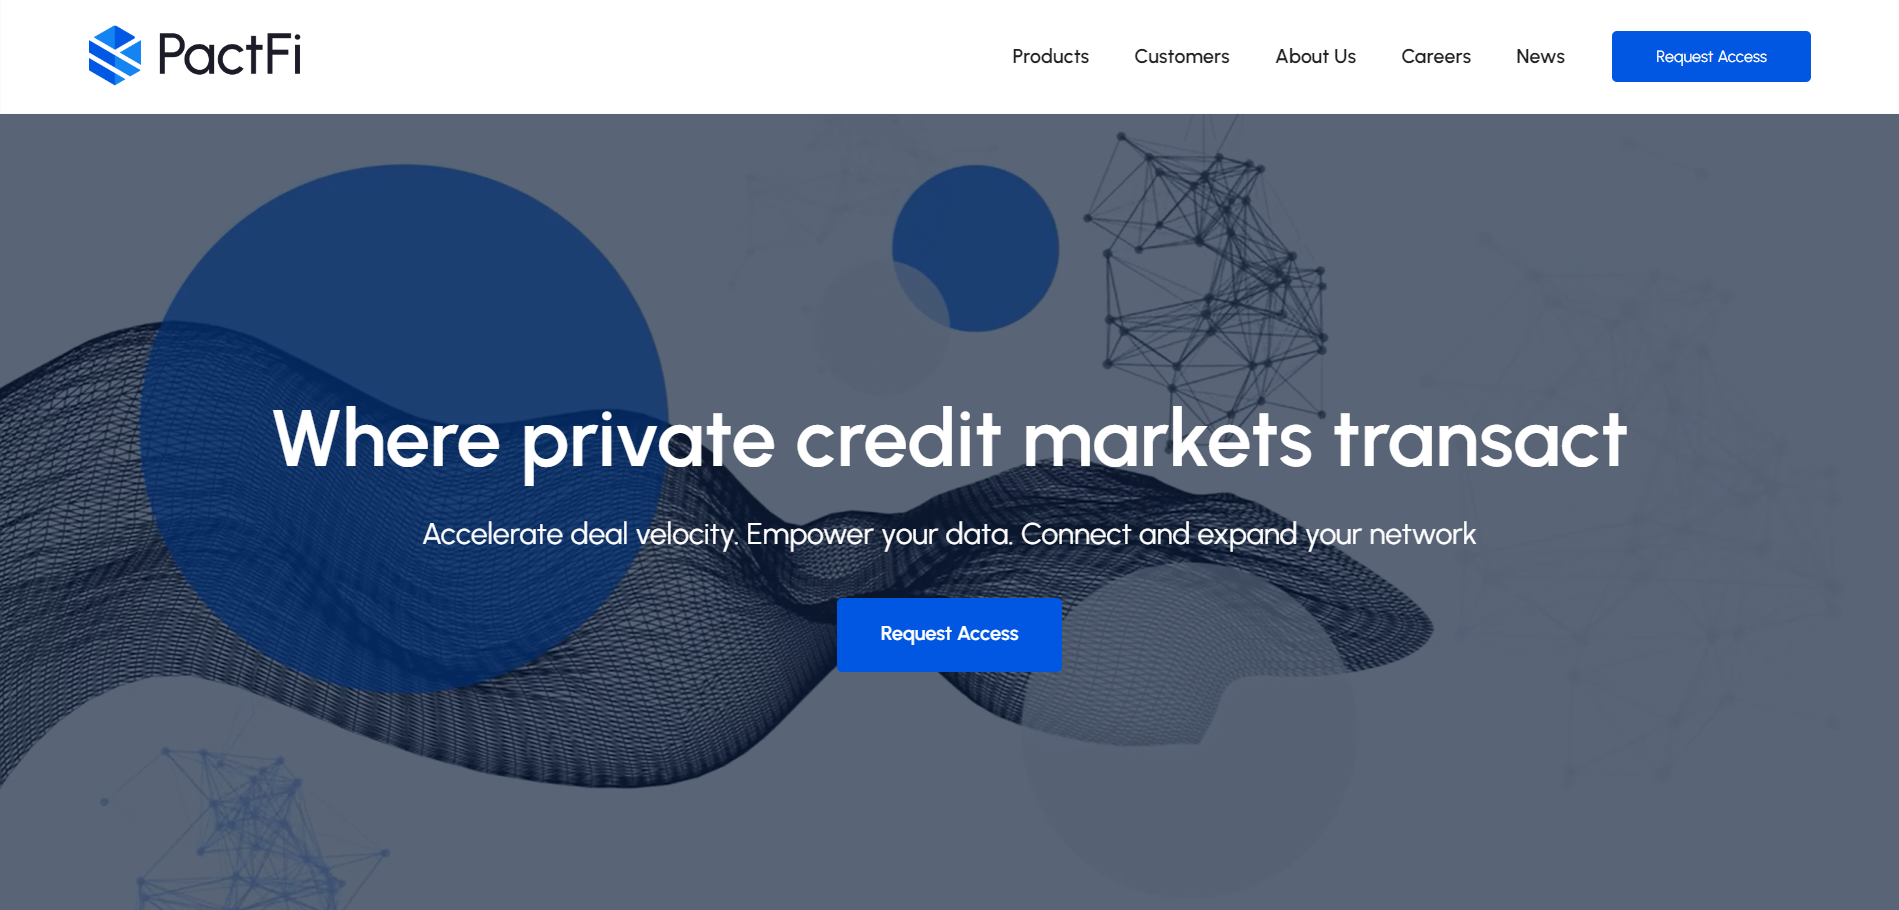 PactFi
Products Customers About Us Careers News Request Access
Where private credit markets transact
Accelerate deal velocity. Empower your data. Connect and expand your network
Request Access